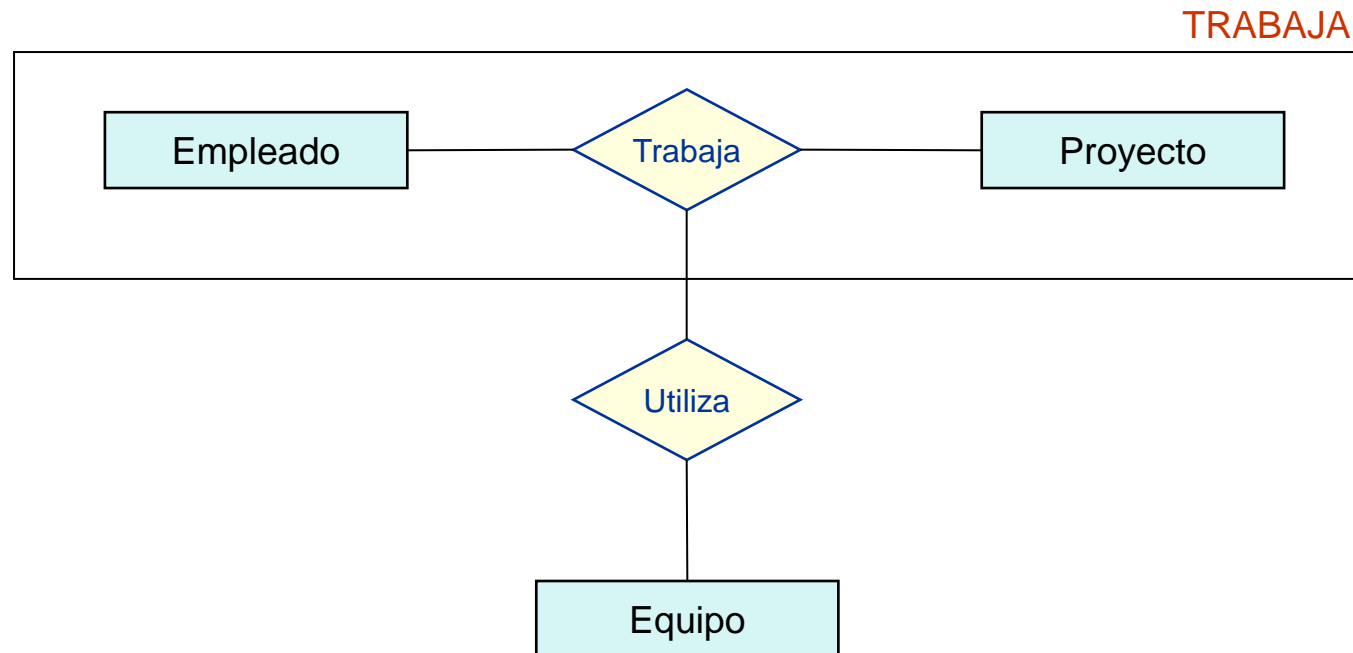 TRABAJA
Empleado
Trabaja
Proyecto
Utiliza
Equipo